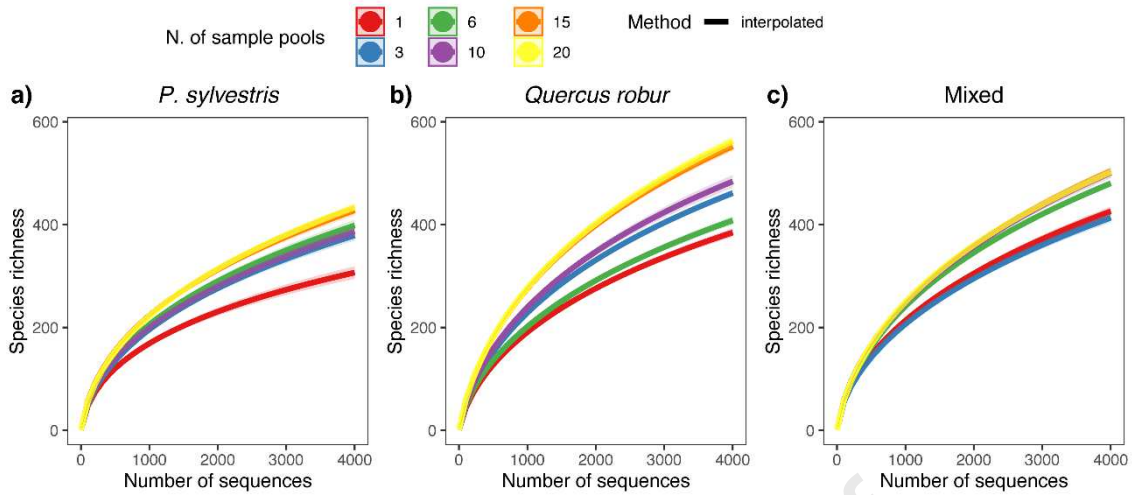 N. of sample pools 1 6 15 Method interpolated
3 10 20
a) P. sylvestris b) Quercus robur c) Mixed
600 600 600
400 400 400
200 200 200
0 0 0
Species richness Species richness Species richness
0 1000 2000 3000 4000 0 1000 2000 3000 4000 0 1000 2000 3000 4000
Number of sequences Number of sequences Number of sequences